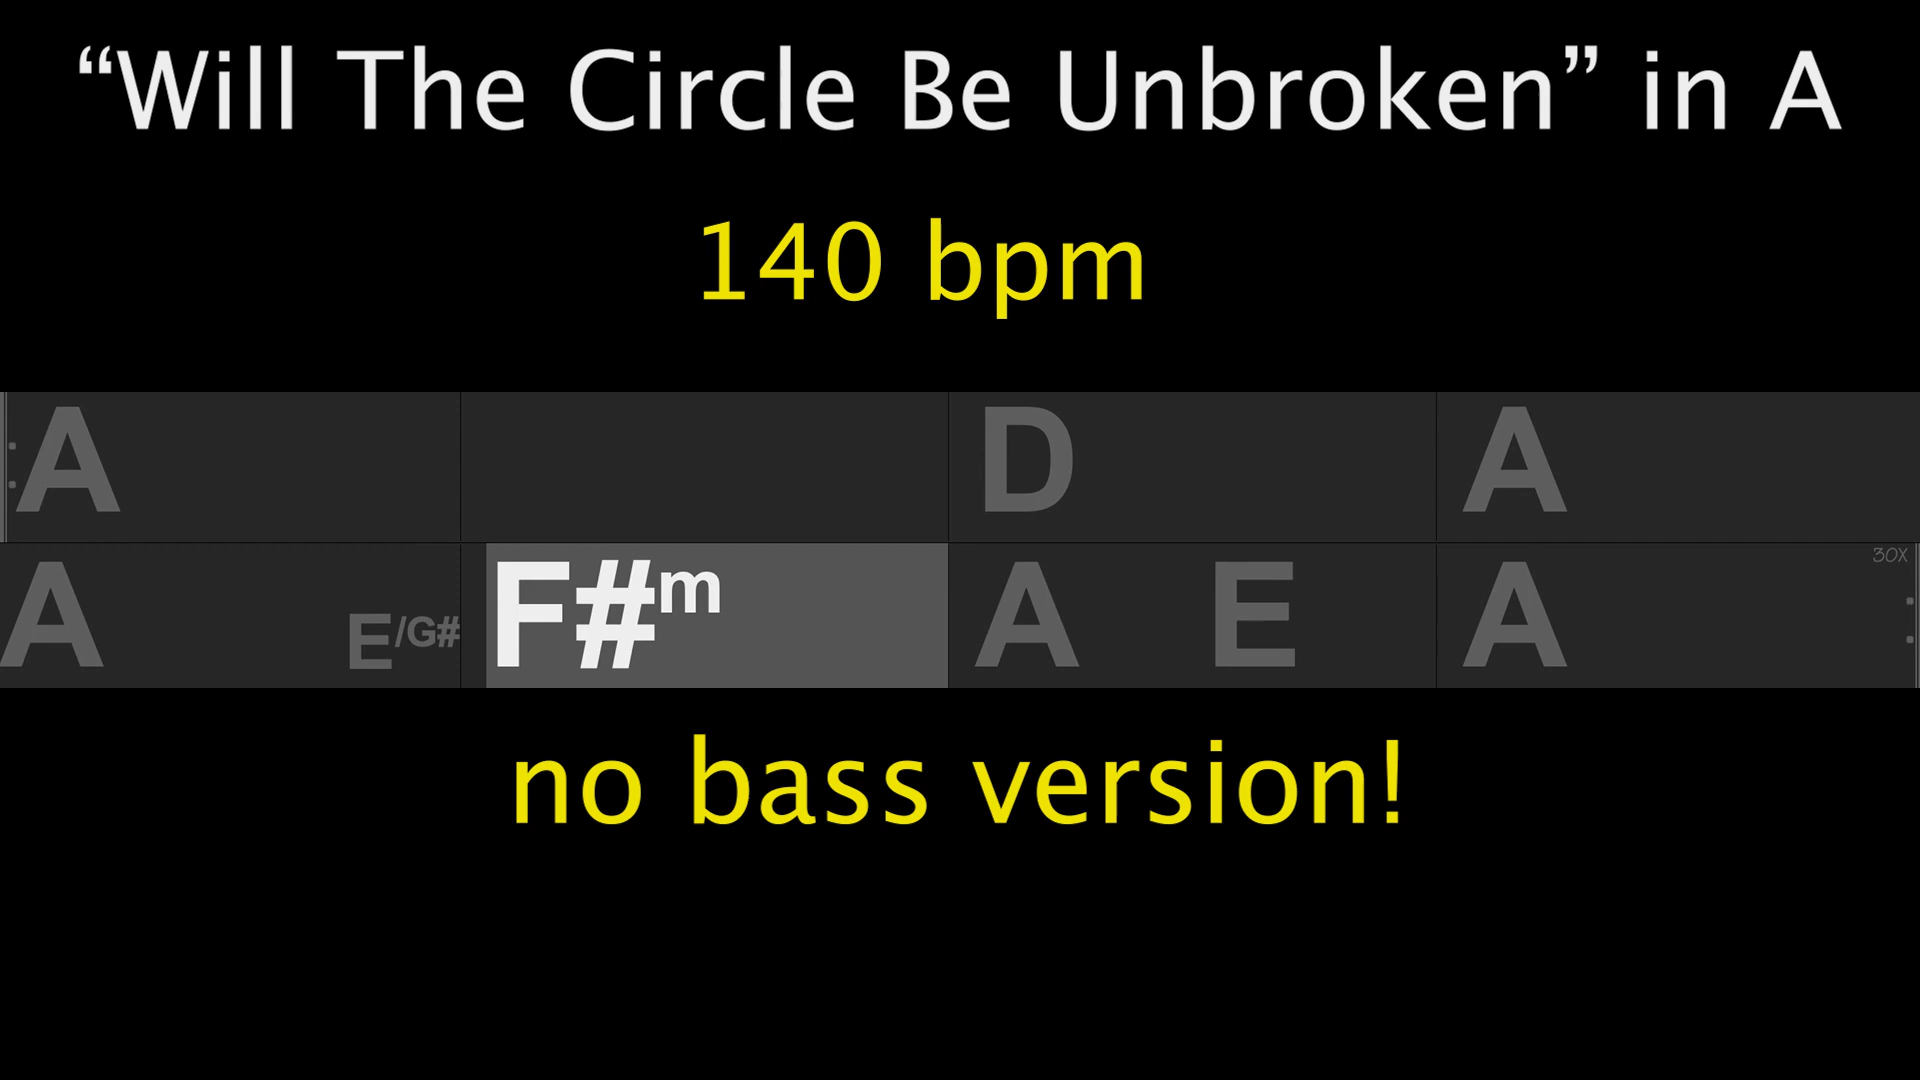 “Will The Circle Be Unbroken” in A
140 bpm
A D A
A E/G# F#m A E A 30X
no bass version!